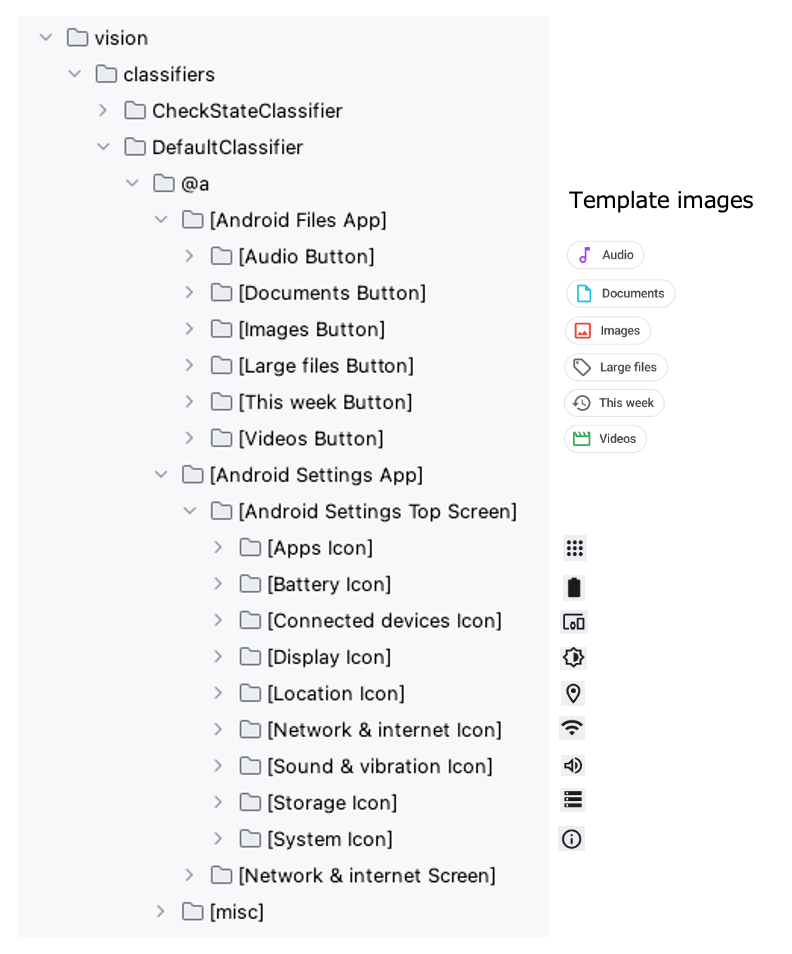 vision
classifiers
CheckStateClassifier
DefaultClassifier
@a
Template images
[Android Files App]
[Audio Button]
Audio
[Documents Button]
Documents
[Images Button]
Images
[Large files Button]
Large files
[This week Button]
This week
[Videos Button]
Videos
[Android Settings App]
[Android Settings Top Screen]
[Apps Icon]
[Battery Icon]
[Connected devices Icon]
[Display Icon]
[Location Icon]
[Network & internet Icon]
[Sound & vibration Icon]
[Storage Icon]
[System Icon]
[Network & internet Screen]
[misc]